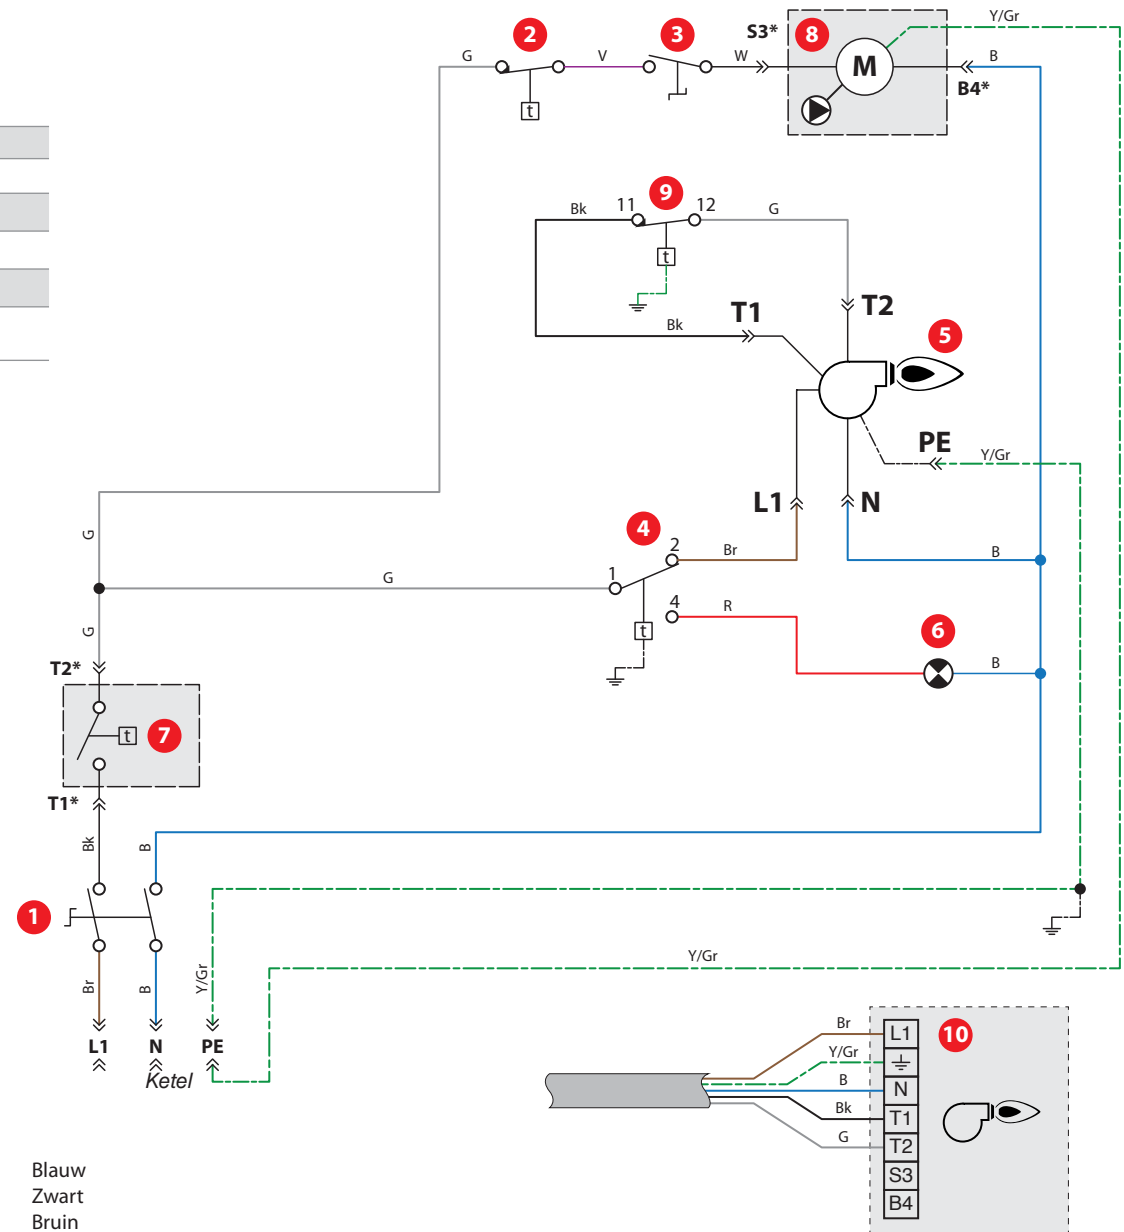 Y/Gr
2
3
S3*
8
G
V
W
M
B
B4*
t
9
Bk
11
12
G
t
T1
T2
Bk
5
PE
Y/Gr
L1
N
4
G
2
Br
B
1
G
4
R
6
G
t
B
T2*
t
7
T1*
Bk
B
1
Y/Gr
Br
B
Y/Gr
L1
N
PE
Ketel
Br
L1
10
Y/Gr
B
N
Bk
T1
G
T2
S3
B4
Blauw
Zwart
Bruin